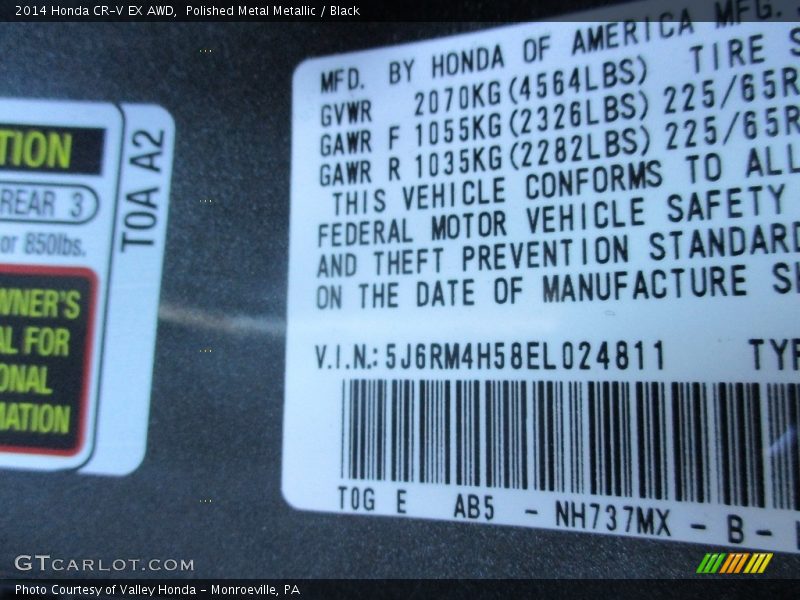 2014 Honda CR-V EX AWD, Polished Metal Metallic / Black
TION
REAR 3
or 850lbs.
WNER'S
AL FOR
ONAL
MATION
TOA A2
MFD. BY HONDA OF AMERICA MFG.
GVWR 2070KG(4564LBS) TIRE S
GAWR F 1055KG(2326LBS) 225/65R
GAWR R 1035KG(2282LBS) 225/65R
THIS VEHICLE CONFORMS TO ALL
FEDERAL MOTOR VEHICLE SAFETY
AND THEFT PREVENTION STANDARD
ON THE DATE OF MANUFACTURE SH
V.I.N.: 5J6RM4H58EL024811 TYP
T0G E AB5 - NH737MX - B -
GTCARLOT.COM
Photo Courtesy of Valley Honda - Monroeville, PA